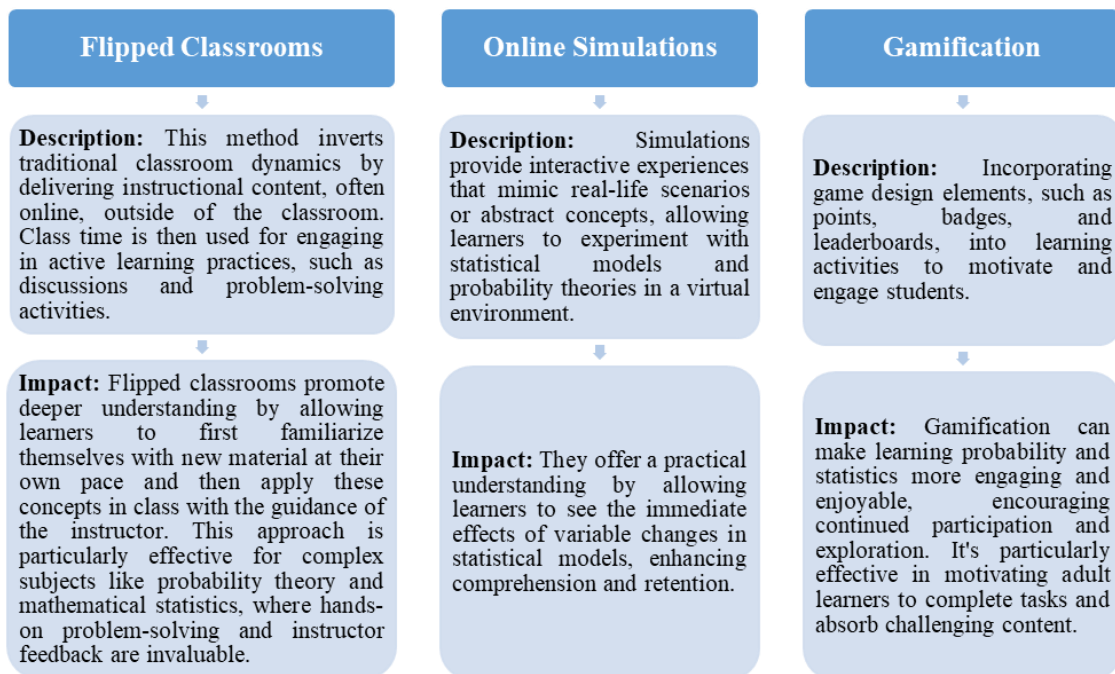 Flipped Classrooms
Description: This method inverts
traditional classroom dynamics by
delivering instructional content, often
online, outside of the classroom.
Class time is then used for engaging
in active learning practices, such as
discussions and problem-solving
activities.
Impact: Flipped classrooms promote
deeper understanding by allowing
learners to first familiarize
themselves with new material at their
own pace and then apply these
concepts in class with the guidance
of the instructor. This approach is
particularly effective for complex
subjects like probability theory and
mathematical statistics, where hands-
on problem-solving and instructor
feedback are invaluable.
Online Simulations
Description: Simulations
provide interactive experiences
that mimic real-life scenarios
or abstract concepts, allowing
learners to experiment with
statistical models and
probability theories in a virtual
environment.
Impact: They offer a practical
understanding by allowing
learners to see the immediate
effects of variable changes in
statistical models, enhancing
comprehension and retention.
Gamification
Description: Incorporating
game design elements, such as
points, badges, and
leaderboards, into learning
activities to motivate and
engage students.
Impact: Gamification can
make learning probability and
statistics more engaging and
enjoyable, encouraging
continued participation and
exploration. It's particularly
effective in motivating adult
learners to complete tasks and
absorb challenging content.